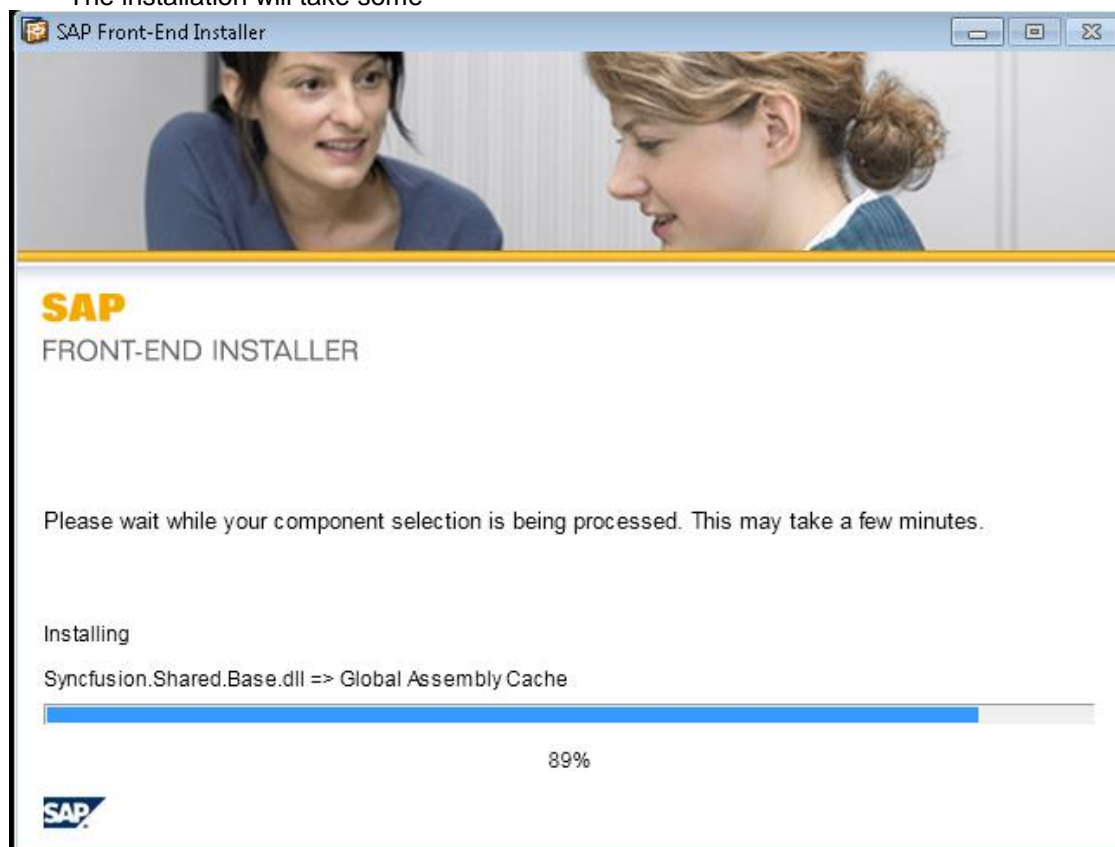 The installation will take some
SAP Front-End Installer
SAP
FRONT-END INSTALLER
Please wait while your component selection is being processed. This may take a few minutes.
Installing
Syncfusion.Shared.Base.dll => Global Assembly Cache
89%
SAP